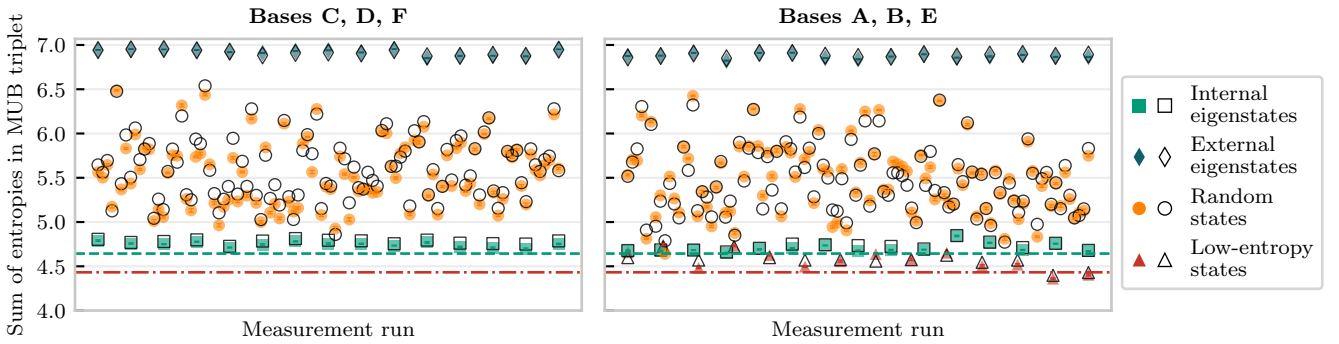 Bases C, D, F
Bases A, B, E
Sum of entropies in MUB triplet
7.0
6.5
6.0
5.5
5.0
4.5
4.0
Measurement run
Measurement run
Internal
eigenstates
External
eigenstates
Random
states
Low-entropy
states